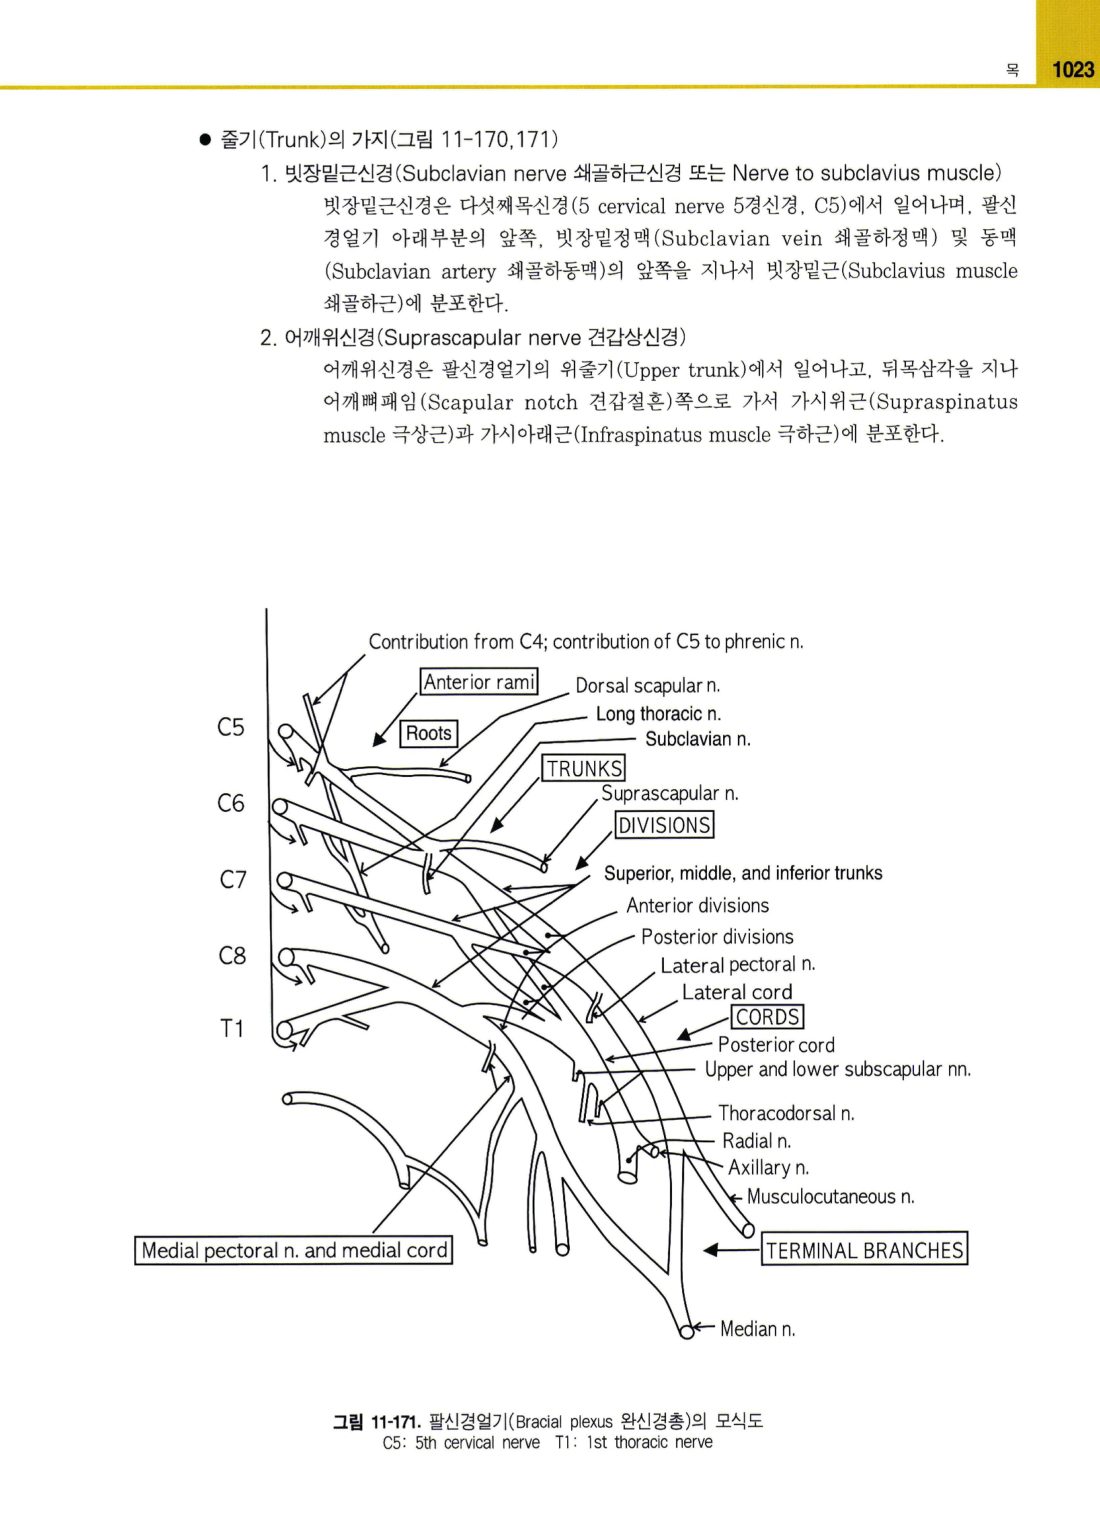 목 1023
● 줄기(Trunk)의 가지(그림 11-170,171)
1. 빗장밑근신경(Subclavian nerve 쇄골하근신경 또는 Nerve to subclavius muscle)
빗장밑근신경은 다섯째목신경(5 cervical nerve 5경신경, C5)에서 일어나며, 팔신
경얼기 아래부분의 앞쪽, 빗장밑정맥(Subclavian vein 쇄골하정맥) 및 동맥
(Subclavian artery 쇄골하동맥)의 앞쪽을 지나서 빗장밑근(Subclavius muscle
쇄골하근)에 분포한다.
2. 어깨위신경(Suprascapular nerve 견갑상신경)
어깨위신경은 팔신경얼기의 위줄기(Upper trunk)에서 일어나고, 뒤목삼각을 지나
어깨뼈패임(Scapular notch 견갑절흔)쪽으로 가서 가시위근(Supraspinatus
muscle 극상근)과 가시아래근(Infraspinatus muscle 극하근)에 분포한다.
Contribution from C4; contribution of C5 to phrenic n.
Anterior rami
Dorsal scapular n.
Long thoracic n.
C5
Roots
Subclavian n.
TRUNKS
Suprascapular n.
C6
DIVISIONS
Superior, middle, and inferior trunks
C7
Anterior divisions
Posterior divisions
C8
Lateral pectoral n.
Lateral cord
CORDS
T1
Posterior cord
Upper and lower subscapular nn.
Thoracodorsal n.
Radial n.
Axillary n.
Musculocutaneous n.
Medial pectoral n. and medial cord
TERMINAL BRANCHES
Median n.
그림 11-171. 팔신경얼기(Bracial plexus 완신경총)의 모식도
C5: 5th cervical nerve T1: 1st thoracic nerve